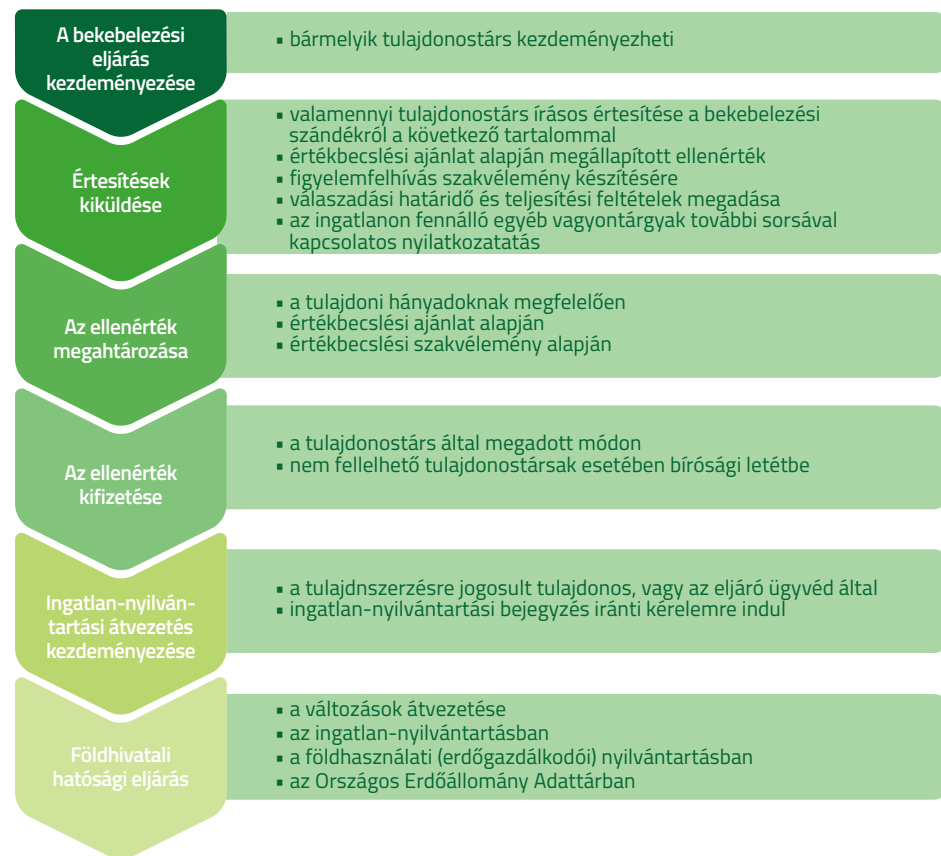 A bekebelezési
eljárás
kezdeményezése
▪ bármelyik tulajdonostárs kezdeményezheti
Értesítések
kiküldése
▪ valamennyi tulajdonostárs írásos értesítése a bekebelezési
szándékról a következő tartalommal
▪ értékbecslési ajánlat alapján megállapított ellenérték
▪ figyelemfelhívás szakvélemény készítésére
▪ válaszadási határidő és teljesítési feltételek megadása
▪ az ingatlanon fennálló egyéb vagyontárgyak további sorsával
kapcsolatos nyilatkozatatás
Az ellenérték
megahtározása
▪ a tulajdoni hányadoknak megfelelően
▪ értékbecslési ajánlat alapján
▪ értékbecslési szakvélemény alapján
Az ellenérték
kifizetése
▪ a tulajdonostárs által megadott módon
▪ nem fellelhető tulajdonostársak esetében bírósági letétbe
Ingatlan-nyilván-
tartási átvezetés
kezdeményezése
▪ a tulajdnszerzésre jogosult tulajdonos, vagy az eljáró ügyvéd által
▪ ingatlan-nyilvántartási bejegyzés iránti kérelemre indul
Földhivatali
hatósági eljárás
▪ a változások átvezetése
▪ az ingatlan-nyilvántartásban
▪ a földhasználati (erdőgazdálkodói) nyilvántartásban
▪ az Országos Erdőállomány Adattárban